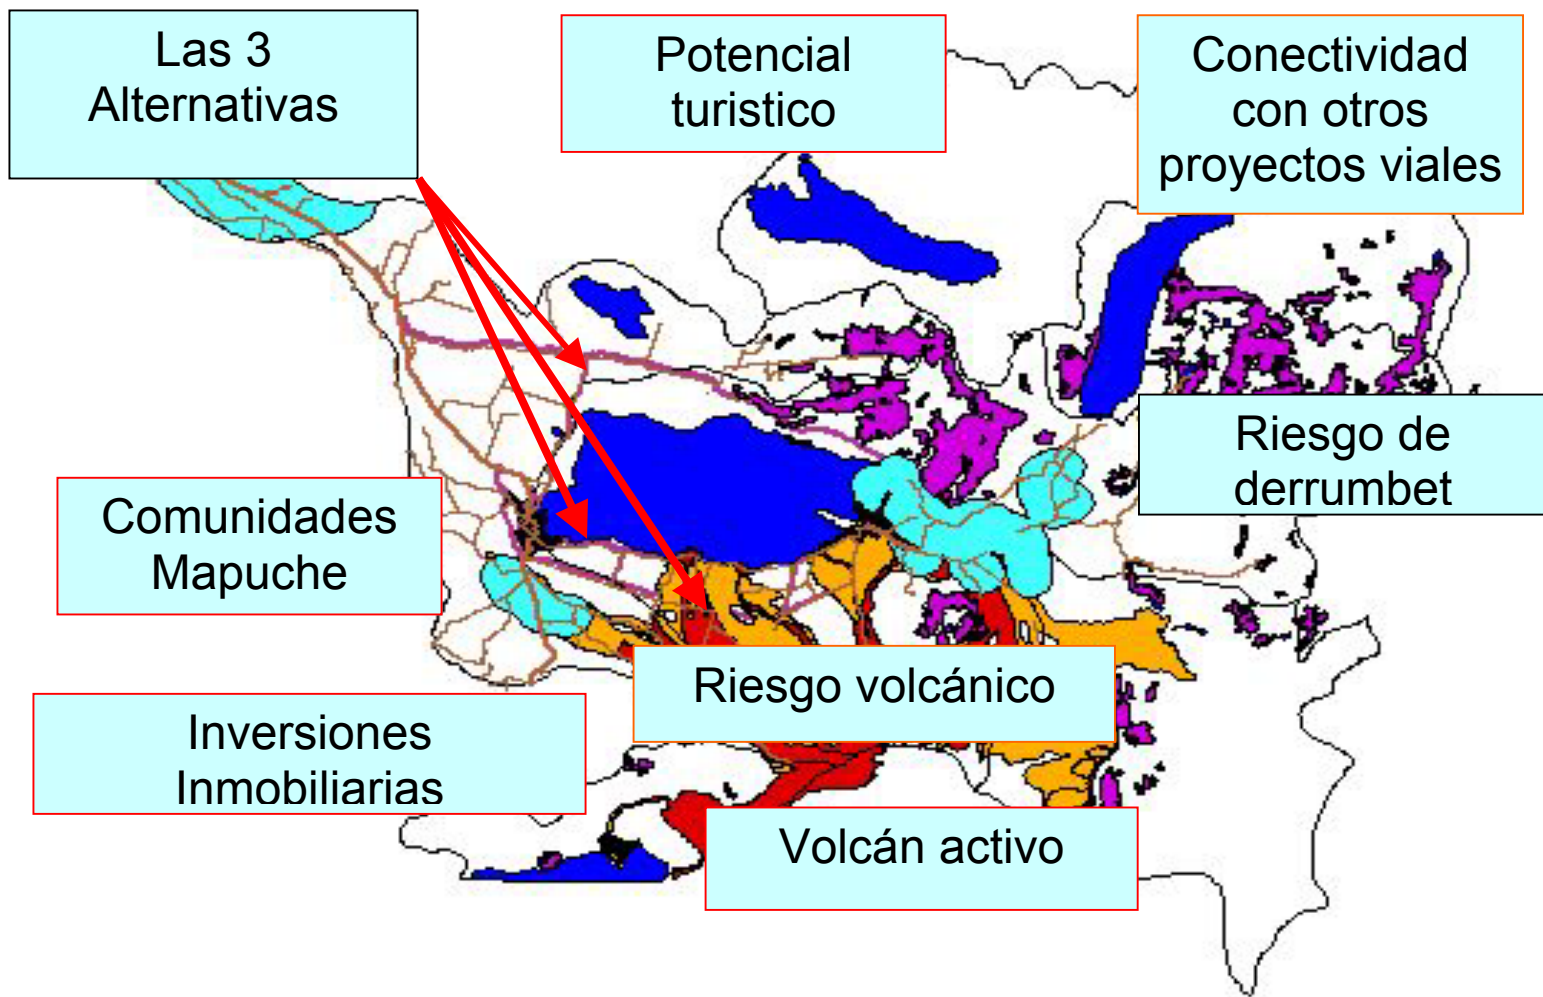 Las 3
Alternativas
Potencial
turistico
Conectividad
con otros
proyectos viales
Riesgo de
derrumbet
Comunidades
Mapuche
Riesgo volcánico
Inversiones
Inmobiliarias
Volcán activo